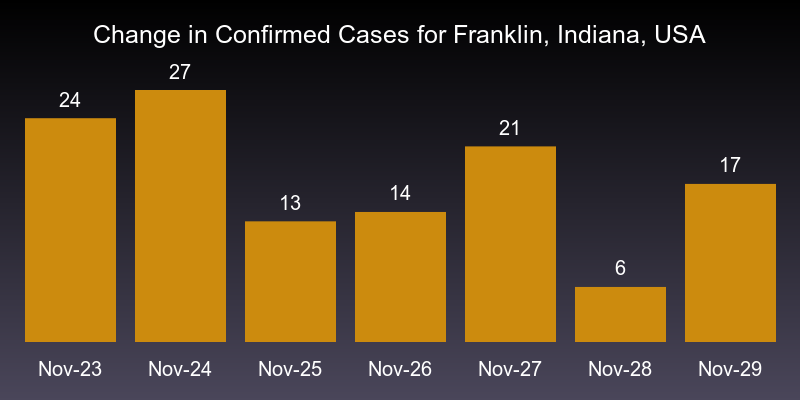 Change in Confirmed Cases for Franklin, Indiana, USA
24
27
13
14
21
6
17
Nov-23
Nov-24
Nov-25
Nov-26
Nov-27
Nov-28
Nov-29